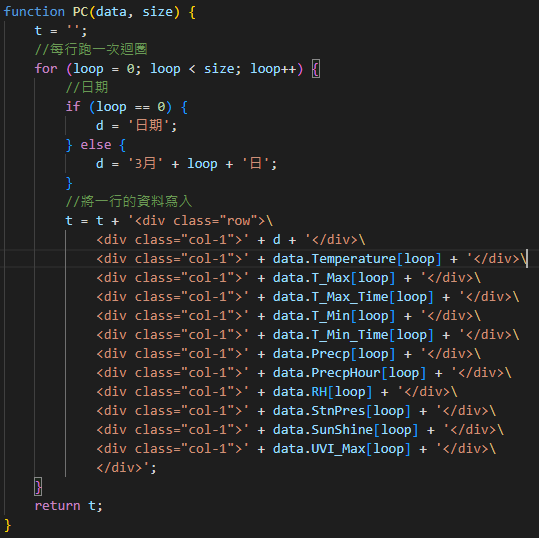 function PC(data, size) {
    t = '';
    //每行跑一次迴圈
    for (loop = 0; loop < size; loop++) {
        //日期
        if (loop == 0) {
            d = '日期';
        } else {
            d = '3月' + loop + '日';
        }
        //將一行的資料寫入
        t = t + '<div class="row">\
            <div class="col-1">' + d + '</div>\
            <div class="col-1">' + data.Temperature[loop] + '</div>\
            <div class="col-1">' + data.T_Max[loop] + '</div>\
            <div class="col-1">' + data.T_Max_Time[loop] + '</div>\
            <div class="col-1">' + data.T_Min[loop] + '</div>\
            <div class="col-1">' + data.T_Min_Time[loop] + '</div>\
            <div class="col-1">' + data.Precp[loop] + '</div>\
            <div class="col-1">' + data.PrecpHour[loop] + '</div>\
            <div class="col-1">' + data.RH[loop] + '</div>\
            <div class="col-1">' + data.StnPres[loop] + '</div>\
            <div class="col-1">' + data.SunShine[loop] + '</div>\
            <div class="col-1">' + data.UVI_Max[loop] + '</div>\
            </div>';
    }
    return t;
}